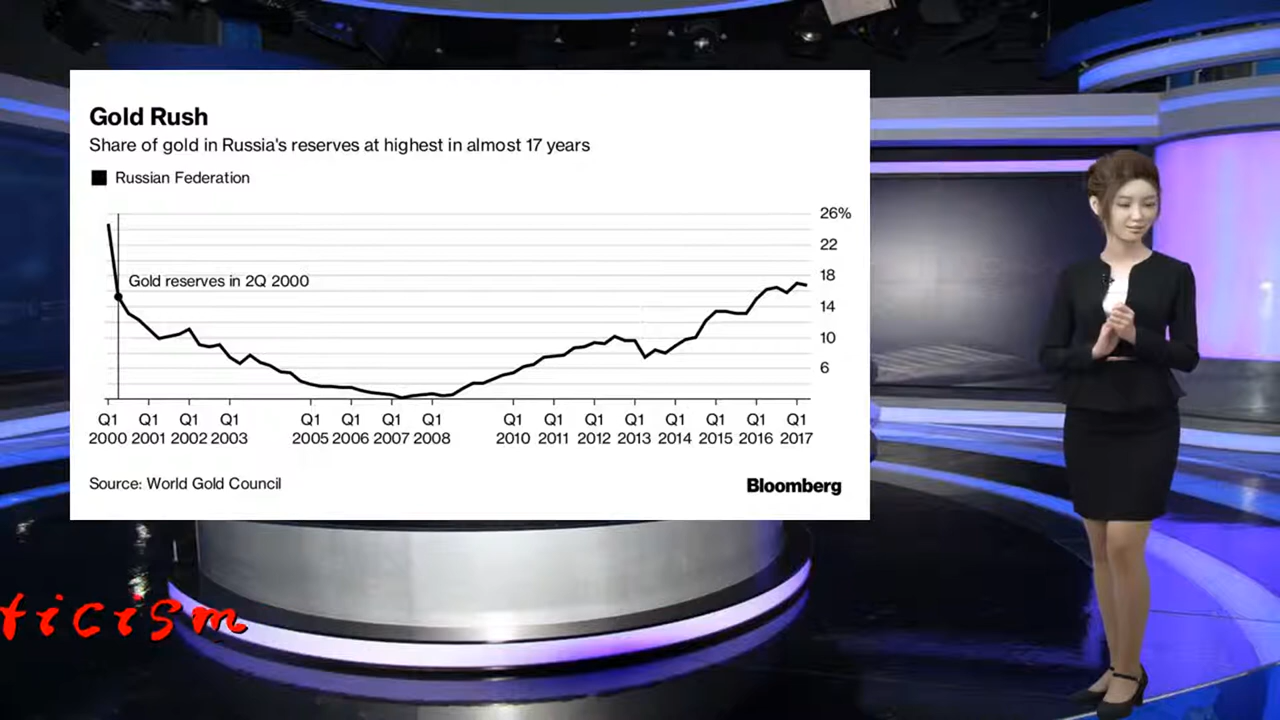 Gold Rush
Share of gold in Russia's reserves at highest in almost 17 years
Russian Federation
26%
Gold reserves in 2Q 2000
22
18
14
10
6
Q1 Q1 Q1 Q1 Q1 Q1 Q1 Q1 Q1 Q1 Q1 Q1 Q1 Q1 Q1 Q1
2000 2001 2002 2003 2005 2006 2007 2008 2010 2011 2012 2013 2014 2015 2016 2017
Source: World Gold Council
Bloomberg
ticism